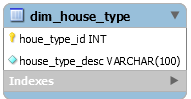 dim_house_type
houe_type_id INT
house_type_desc VARCHAR(100)
Indexes